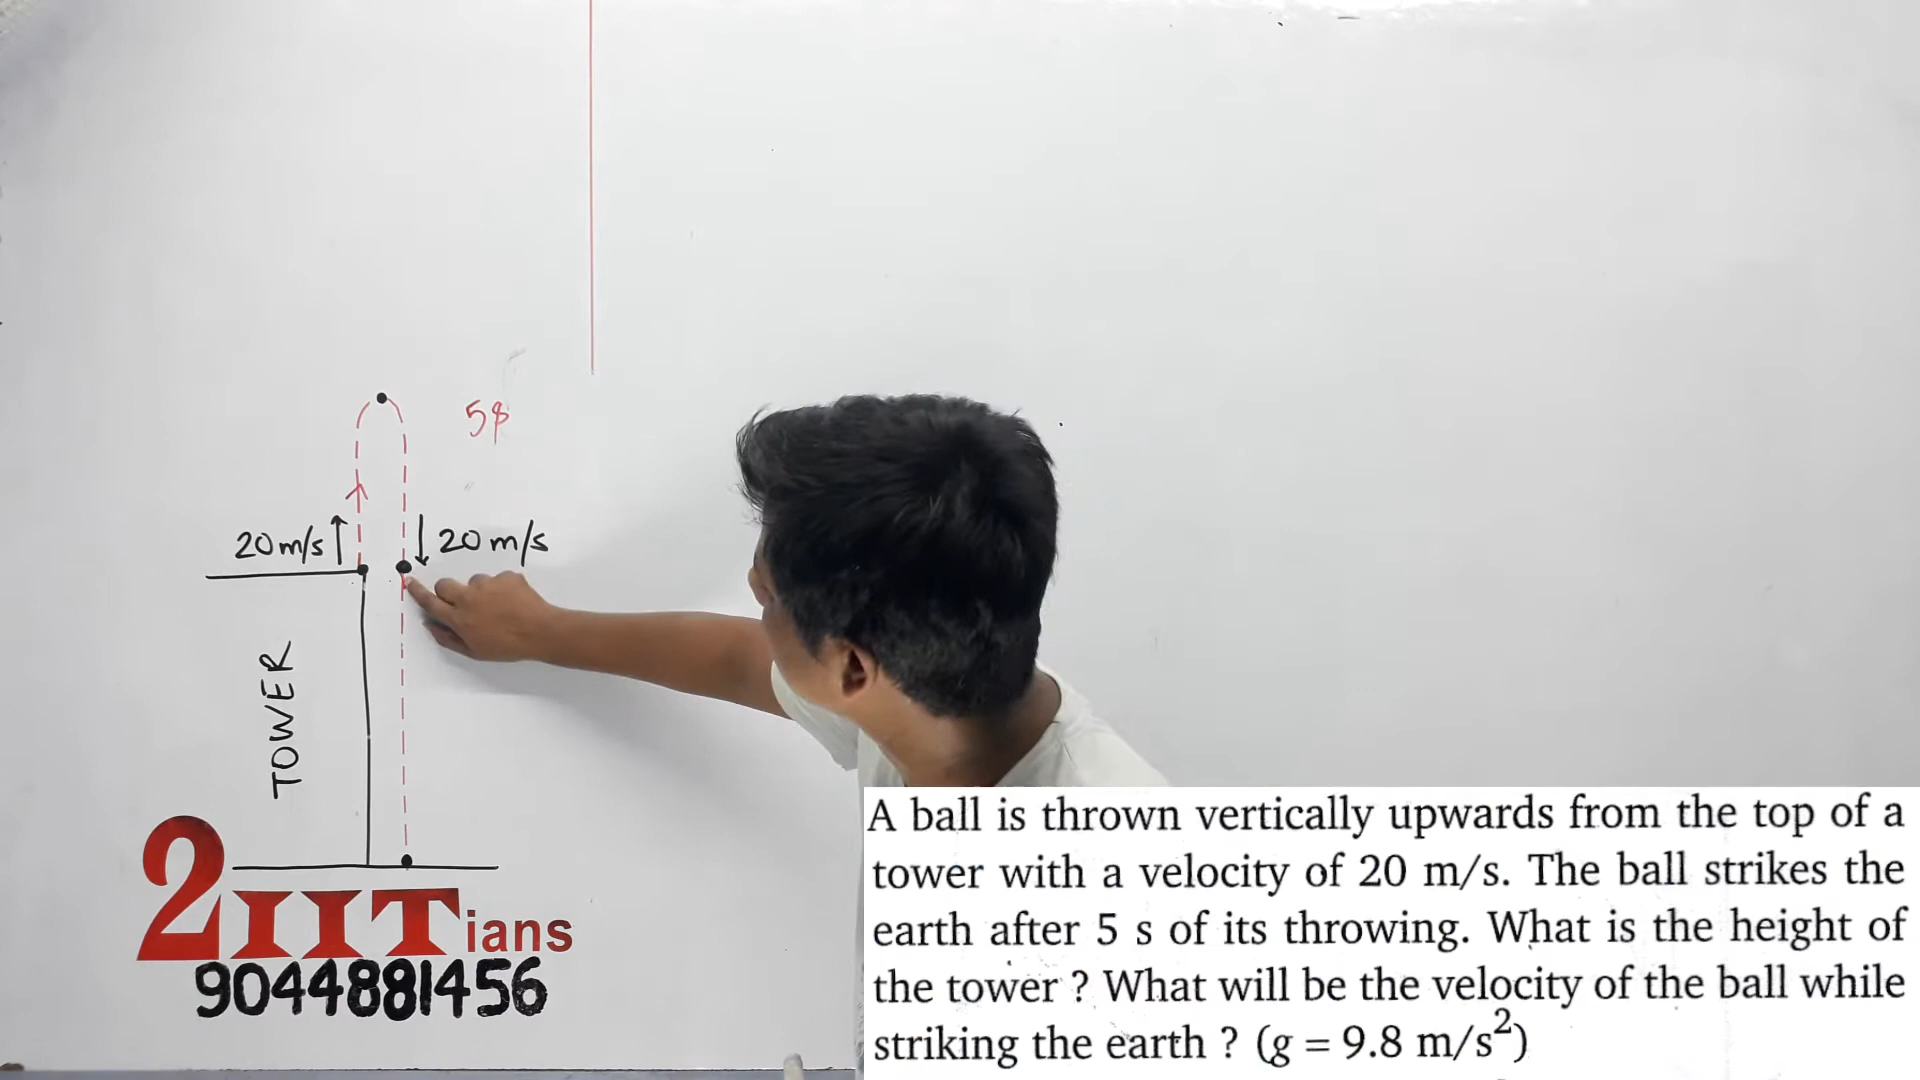 5s
20m/s
20m/s
TOWER
2IITians
9044881456
A ball is thrown vertically upwards from the top of a
tower with a velocity of 20 m/s. The ball strikes the
earth after 5 s of its throwing. What is the height of
the tower ? What will be the velocity of the ball while
striking the earth ? (g = 9.8 m/s²)